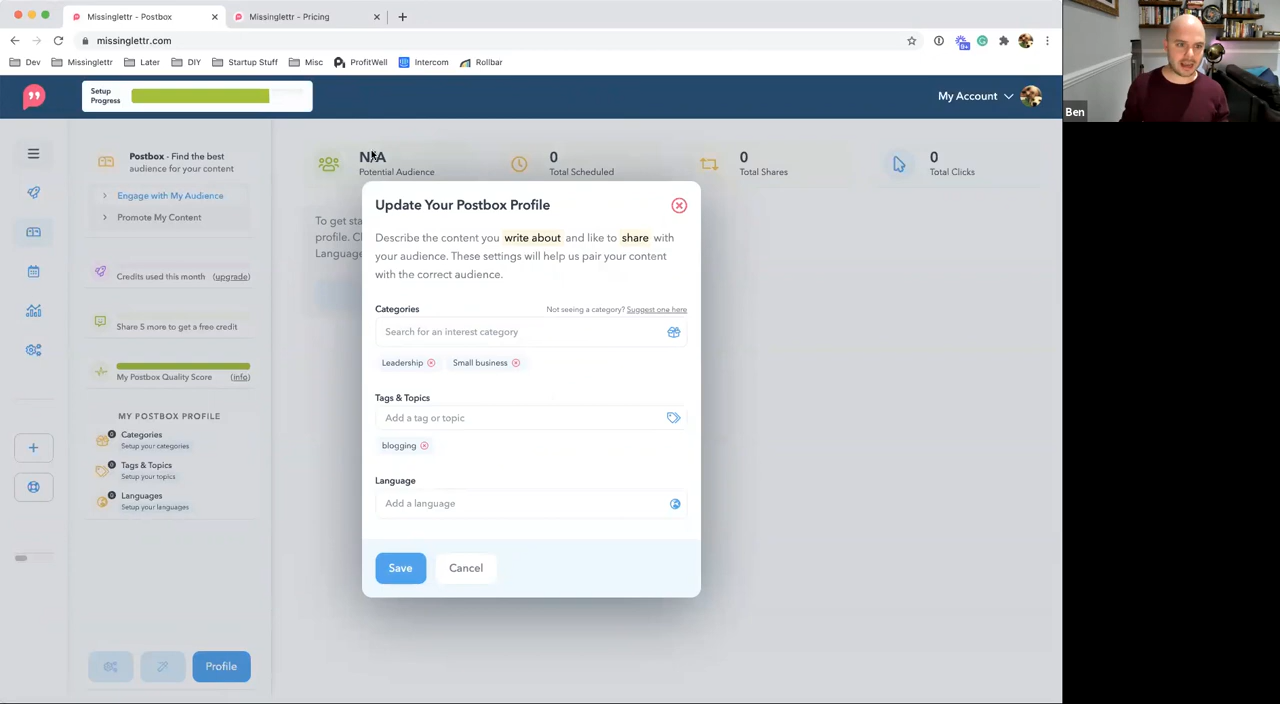 Missinglettr - Postbox
Missinglettr - Pricing
missinglettr.com
Dev
Missinglettr
Later
DIY
Startup Stuff
Misc
ProfitWell
Intercom
Rollbar
Ben
Setup
Progress
My Account
Postbox - Find the best
audience for your content
Engage with My Audience
Promote My Content
Credits used this month (upgrade)
Share 5 more to get a free credit
My Postbox Quality Score (info)
MY POSTBOX PROFILE
0 Categories
Setup your categories
0 Tags & Topics
Setup your topics
0 Languages
Setup your languages
Profile
N/A
Potential Audience
0
Total Scheduled
0
Total Shares
0
Total Clicks
To get sta
profile. Cl
Language
Update Your Postbox Profile
Describe the content you write about and like to share with
your audience. These settings will help us pair your content
with the correct audience.
Categories
Not seeing a category? Suggest one here
Search for an interest category
Leadership
Small business
Tags & Topics
Add a tag or topic
blogging
Language
Add a language
Save
Cancel